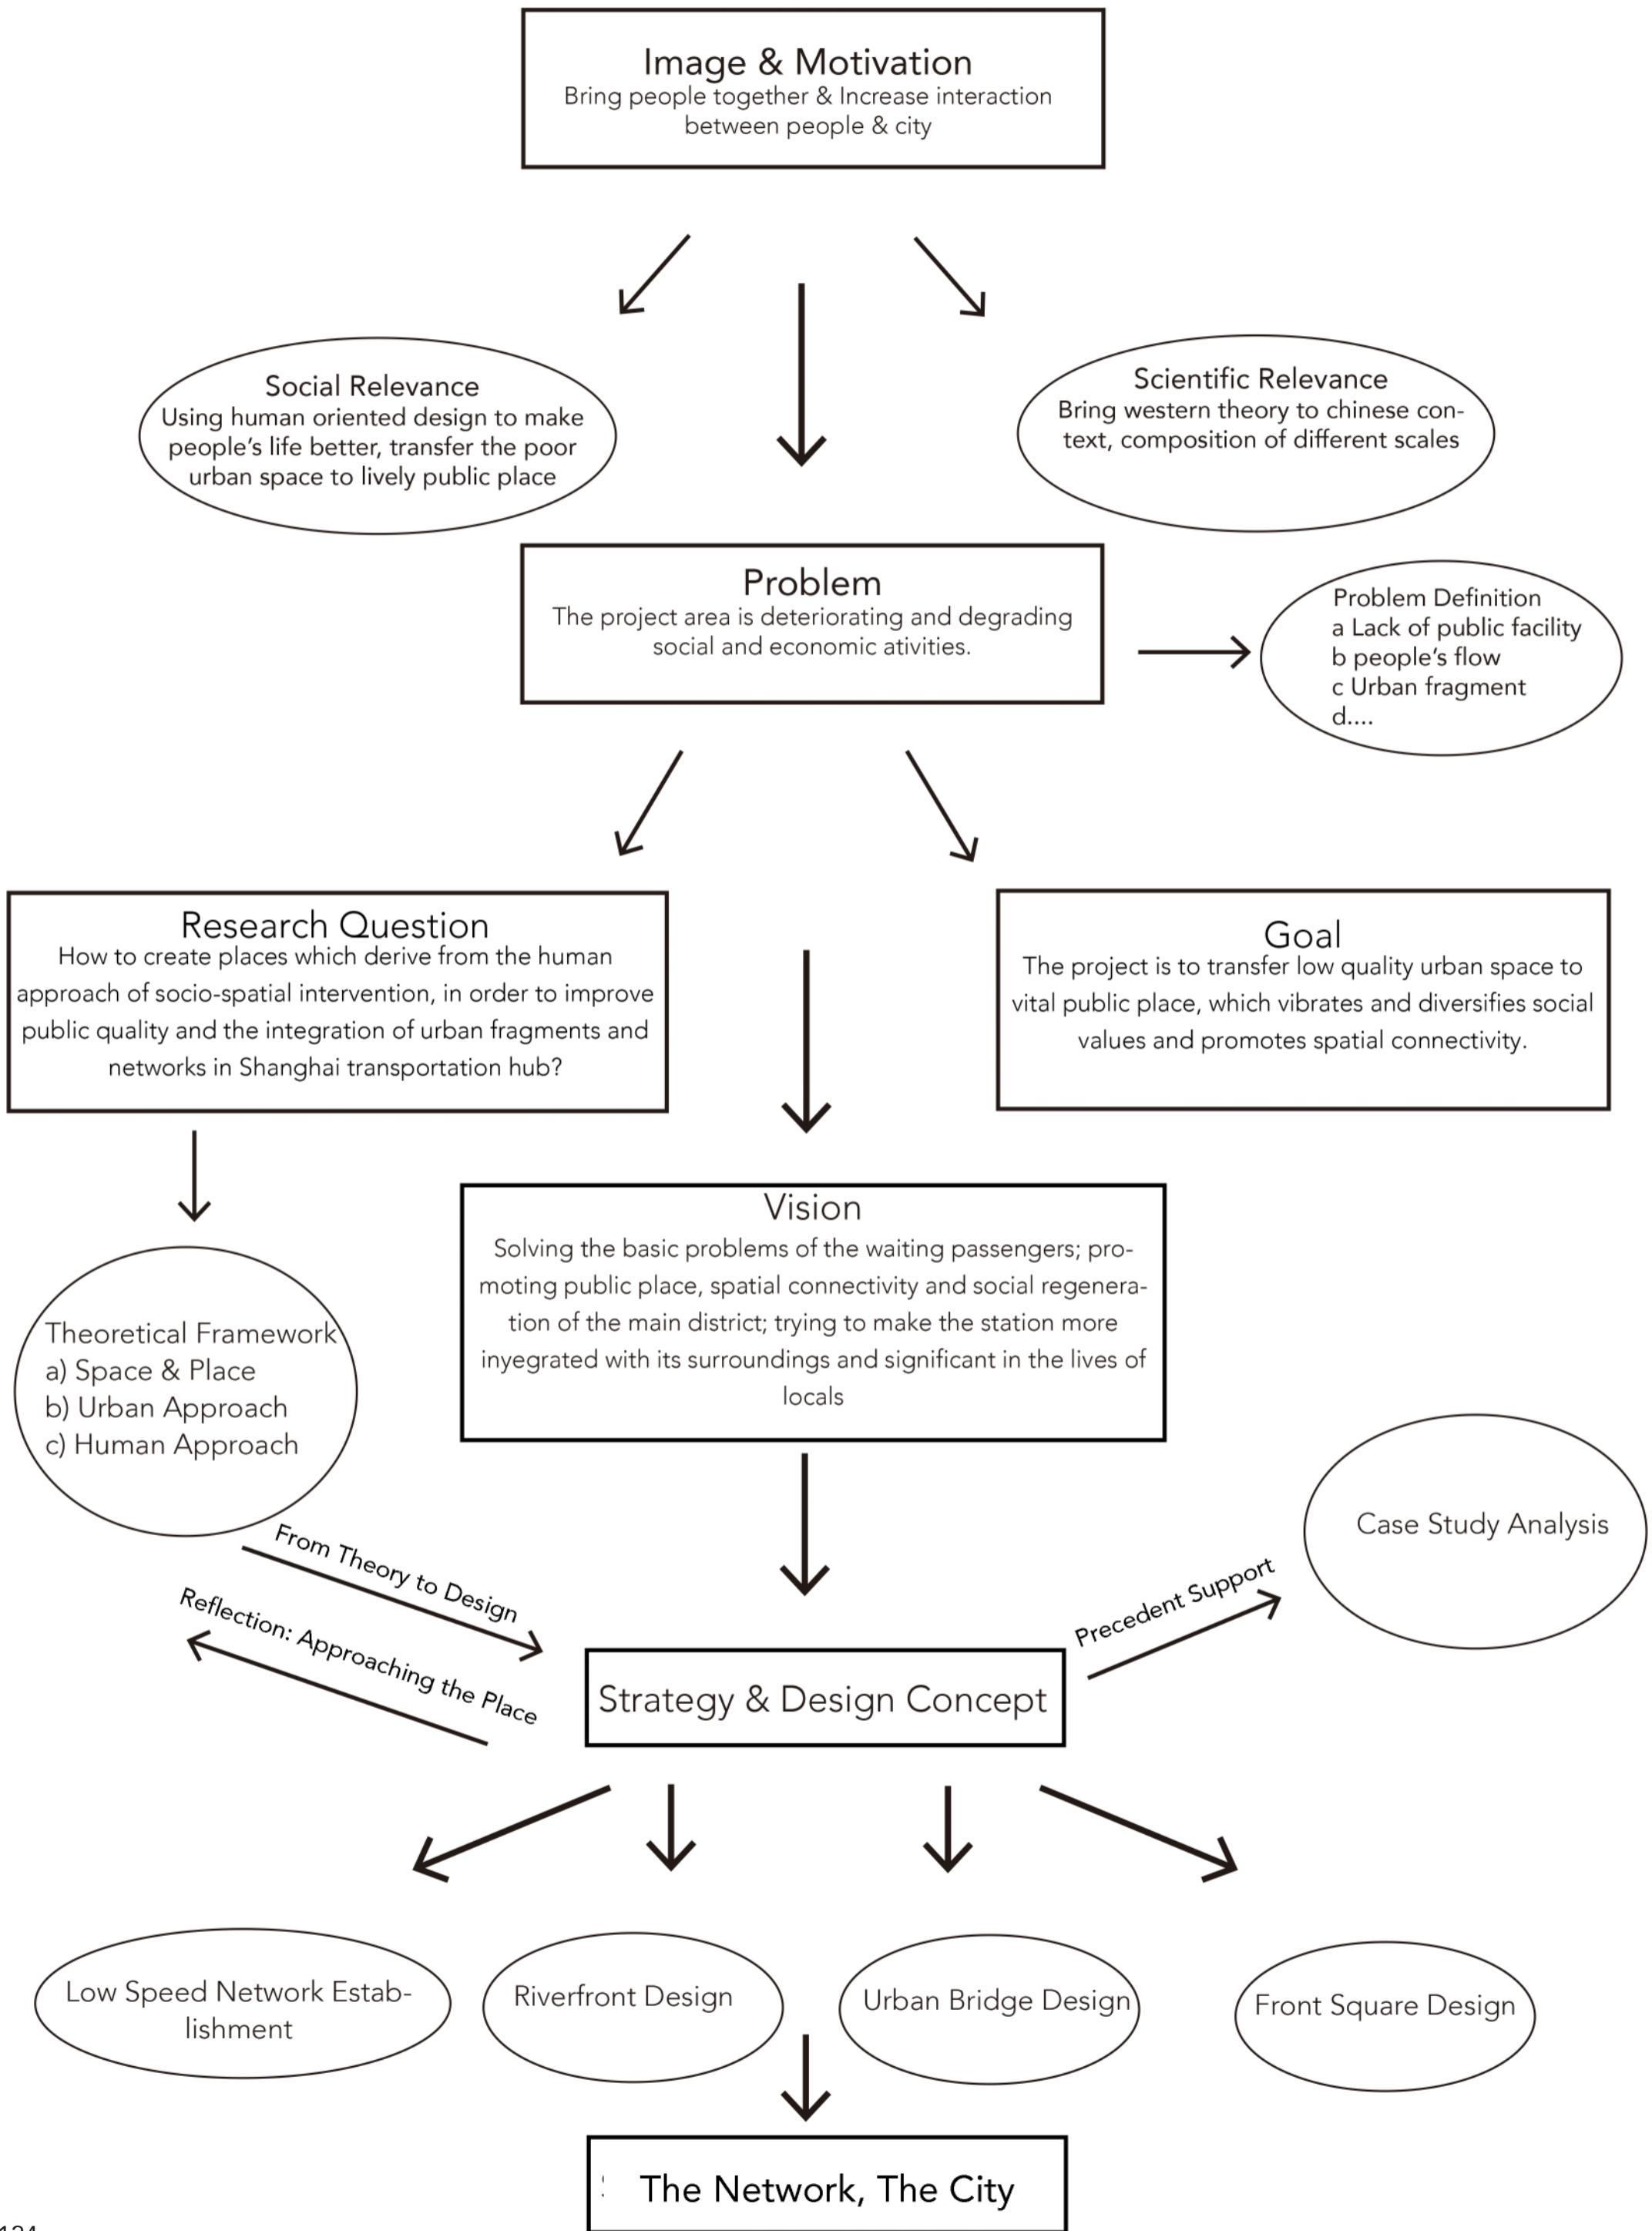 Image & Motivation
Bring people together & Increase interaction
between people & city
Social Relevance
Using human oriented design to make
people's life better, transfer the poor
urban space to lively public place
Scientific Relevance
Bring western theory to chinese con-
text, composition of different scales
Problem
The project area is deteriorating and degrading
social and economic ativities.
Problem Definition
a Lack of public facility
b people's flow
c Urban fragment
d....
Research Question
How to create places which derive from the human
approach of socio-spatial intervention, in order to improve
public quality and the integration of urban fragments and
networks in Shanghai transportation hub?
Goal
The project is to transfer low quality urban space to
vital public place, which vibrates and diversifies social
values and promotes spatial connectivity.
Vision
Solving the basic problems of the waiting passengers; pro-
moting public place, spatial connectivity and social regenera-
tion of the main district; trying to make the station more
inyegrated with its surroundings and significant in the lives of
locals
Theoretical Framework
a) Space & Place
b) Urban Approach
c) Human Approach
From Theory to Design
Reflection: Approaching the Place
Precedent Support
Case Study Analysis
Strategy & Design Concept
Low Speed Network Estab-
lishment
Riverfront Design
Urban Bridge Design
Front Square Design
The Network, The City